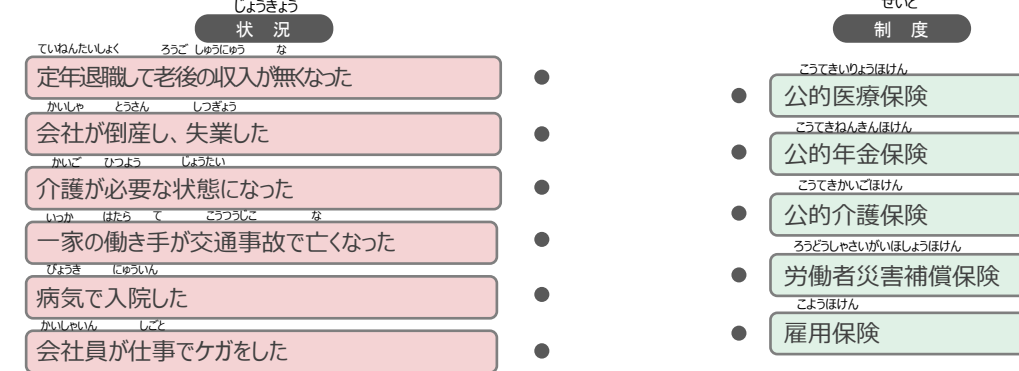 じょうきょう
状 況
ていねんたいしょく ろうご しゅうにゅう な
定年退職して老後の収入が無くなった
かいしゃ とうさん しつぎょう
会社が倒産し、失業した
かいご ひつよう じょうたい
介護が必要な状態になった
いっか はたら て こうつうじこ な
一家の働き手が交通事故で亡くなった
びょうき にゅういん
病気で入院した
かいしゃいん しごと
会社員が仕事でケガをした
せいど
制 度
こうてきいりょうほけん
公的医療保険
こうてきねんきんほけん
公的年金保険
こうてきかいごほけん
公的介護保険
ろうどうしゃさいがいほしょうほけん
労働者災害補償保険
こようほけん
雇用保険